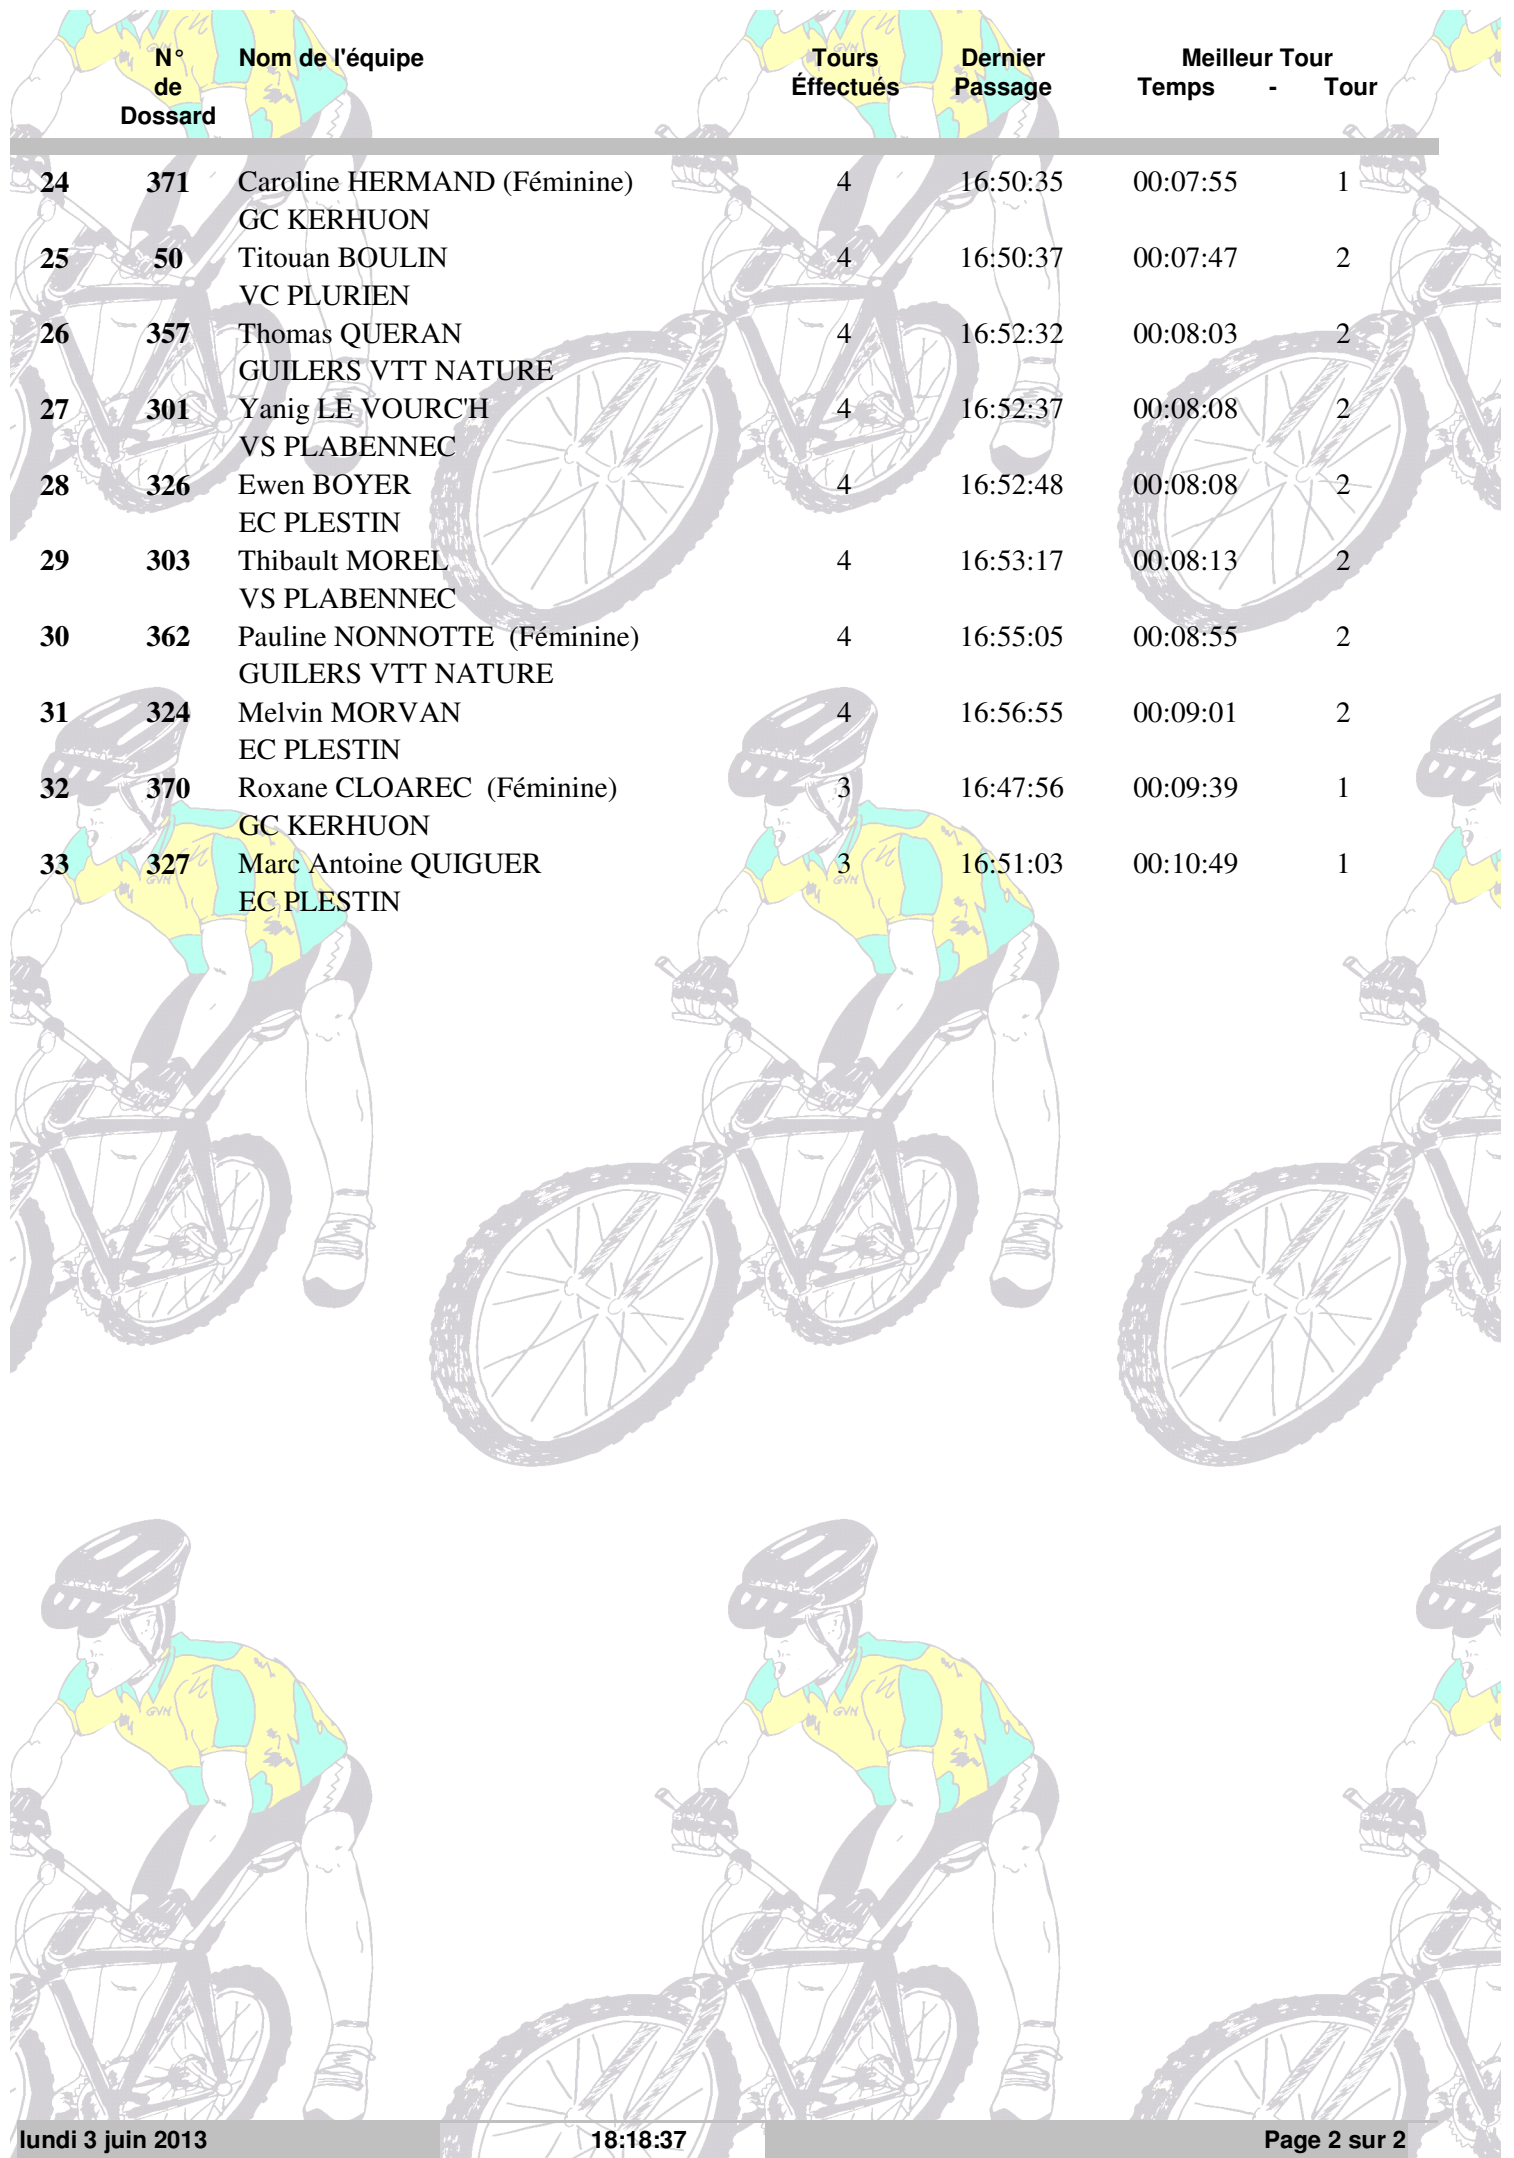 N° Nom de l'équipe Tours Dernier Meilleur Tour
de Éffectués Passage Temps - Tour
Dossard
24 371 Caroline HERMAND (Féminine) 4 16:50:35 00:07:55 1
GC KERHUON
25 50 Titouan BOULIN 4 16:50:37 00:07:47 2
VC PLURIEN
26 357 Thomas QUERAN 4 16:52:32 00:08:03 2
GUILERS VTT NATURE
27 301 Yanig LE VOURC'H 4 16:52:37 00:08:08 2
VS PLABENNEC
28 326 Ewen BOYER 4 16:52:48 00:08:08 2
EC PLESTIN
29 303 Thibault MOREL 4 16:53:17 00:08:13 2
VS PLABENNEC
30 362 Pauline NONNOTTE (Féminine) 4 16:55:05 00:08:55 2
GUILERS VTT NATURE
31 324 Melvin MORVAN 4 16:56:55 00:09:01 2
EC PLESTIN
32 370 Roxane CLOAREC (Féminine) 3 16:47:56 00:09:39 1
GC KERHUON
33 327 Marc Antoine QUIGUER 3 16:51:03 00:10:49 1
EC PLESTIN
GVN
GVN
lundi 3 juin 2013 18:18:37 Page 2 sur 2